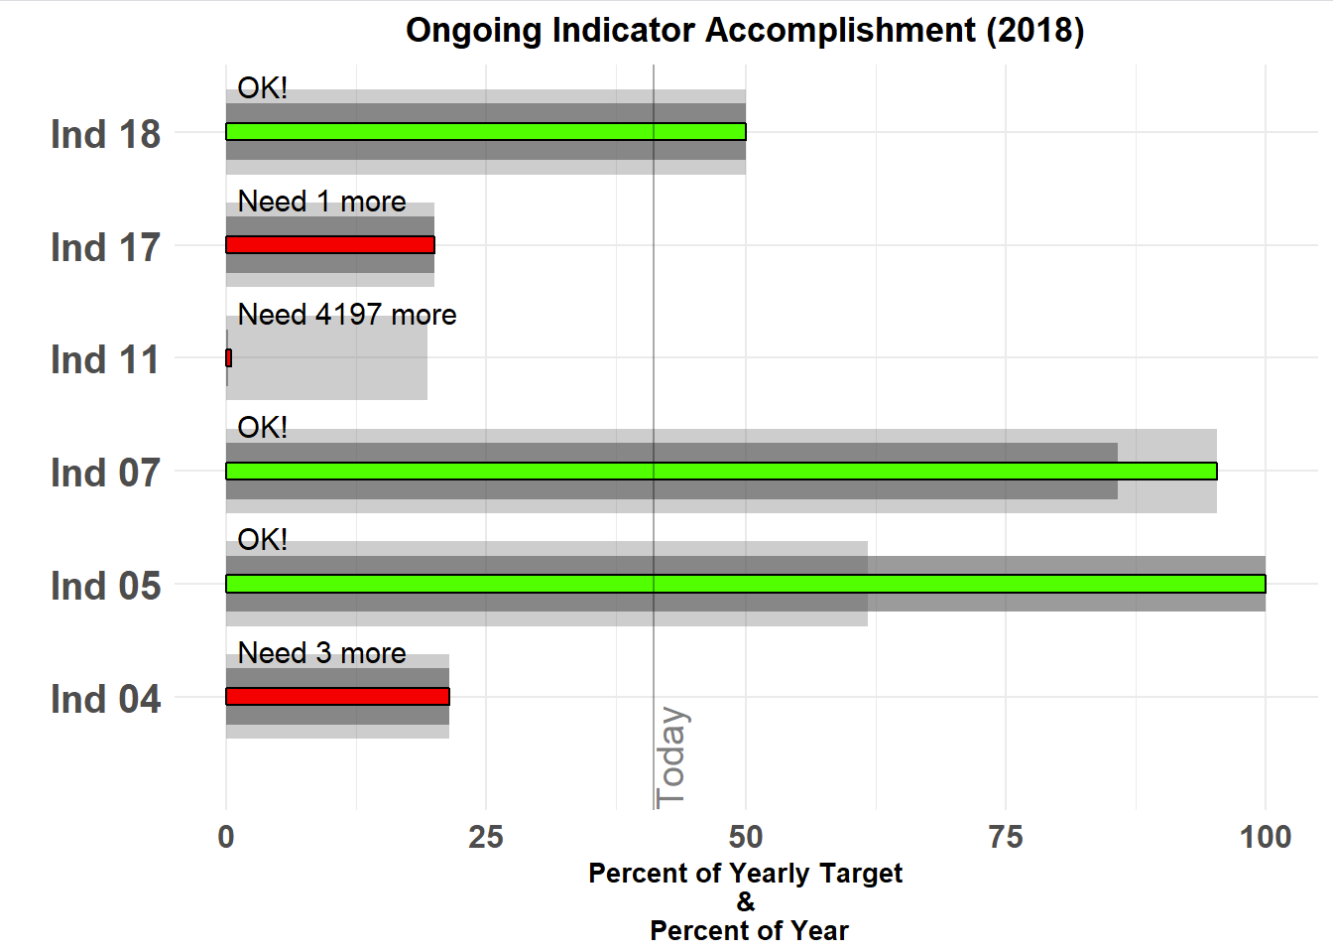 Ongoing Indicator Accomplishment (2018)
OK!
Ind 18
Need 1 more
Ind 17
Need 4197 more
Ind 11
OK!
Ind 07
OK!
Ind 05
Need 3 more
Ind 04
Today
0 25 50 75 100
Percent of Yearly Target
&
Percent of Year